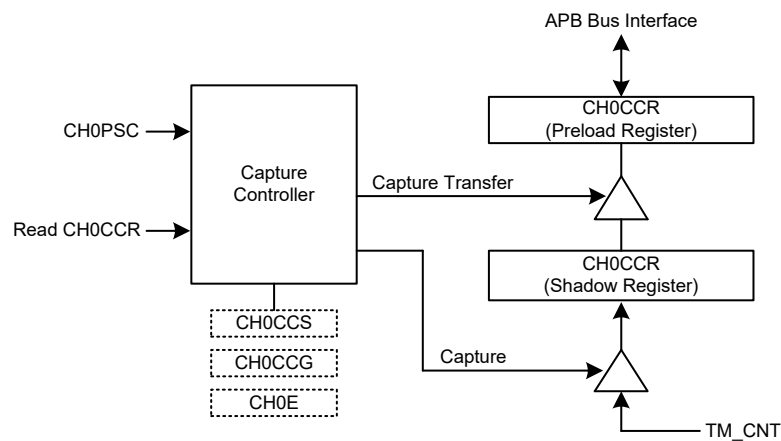 APB Bus Interface
CH0CCR
(Preload Register)
CH0PSC
Capture
Controller
Capture Transfer
Read CH0CCR
CH0CCR
(Shadow Register)
CH0CCS
CH0CCG
CH0E
Capture
TM_CNT